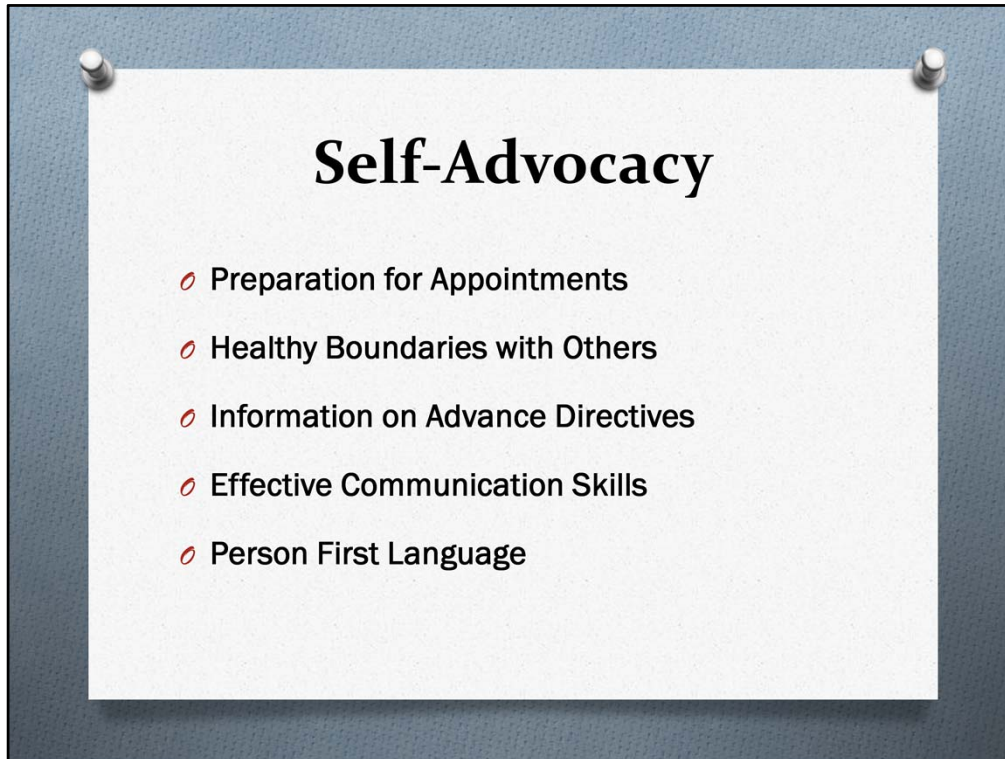 Self-Advocacy
Preparation for Appointments
Healthy Boundaries with Others
Information on Advance Directives
Effective Communication Skills
Person First Language